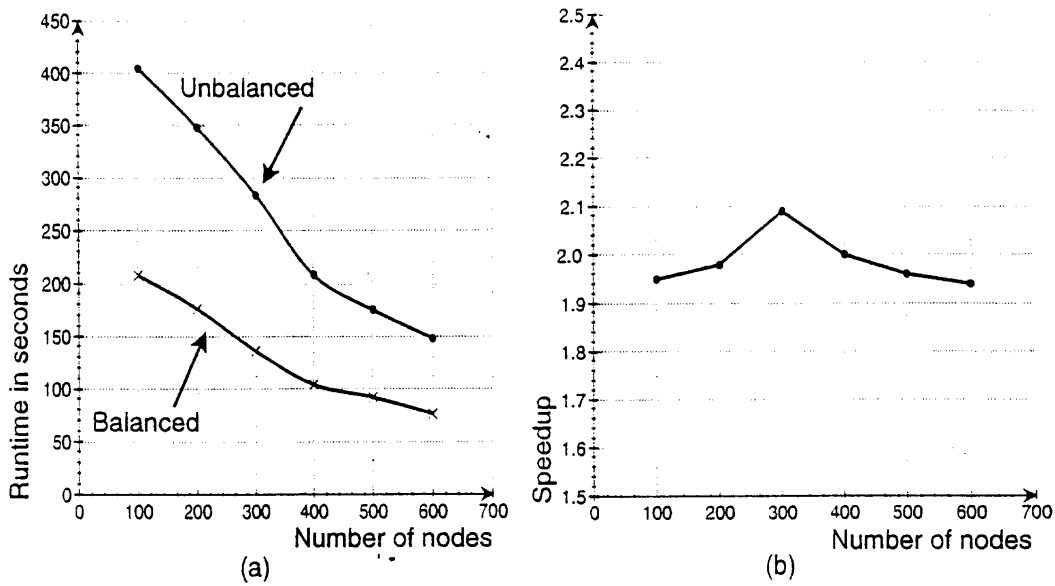 450
400
350
300
250
200
150
100
50
0
Runtime in seconds
Unbalanced
Balanced
0 100 200 300 400 500 600 700
Number of nodes
(a)
2.5
2.4
2.3
2.2
2.1
2.0
1.9
1.8
1.7
1.6
1.5
Speedup
0 100 200 300 400 500 600 700
Number of nodes
(b)